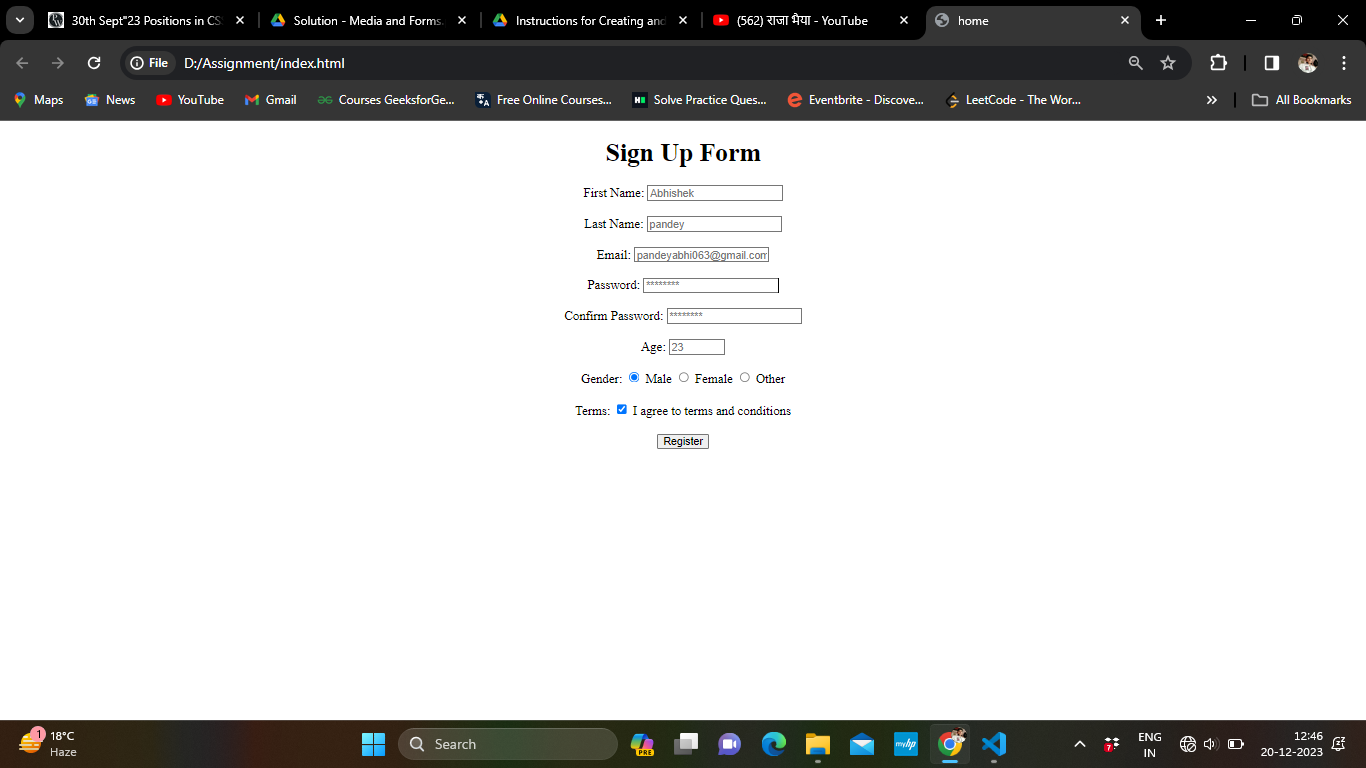 30th Sept"23 Positions in CS
Solution - Media and Forms.
Instructions for Creating and
(562) राजा भैया - YouTube
home
File D:/Assignment/index.html
Maps News YouTube Gmail Courses GeeksforGe... Free Online Courses... Solve Practice Ques... Eventbrite - Discove... LeetCode - The Wor... » All Bookmarks
Sign Up Form
First Name: Abhishek
Last Name: pandey
Email: pandeyabhi063@gmail.com
Password: ********
Confirm Password: ********
Age: 23
Gender: Male Female Other
Terms: I agree to terms and conditions
Register
1 18°C
Haze
Search
PRE
myhp
7
ENG
IN
12:46
20-12-2023